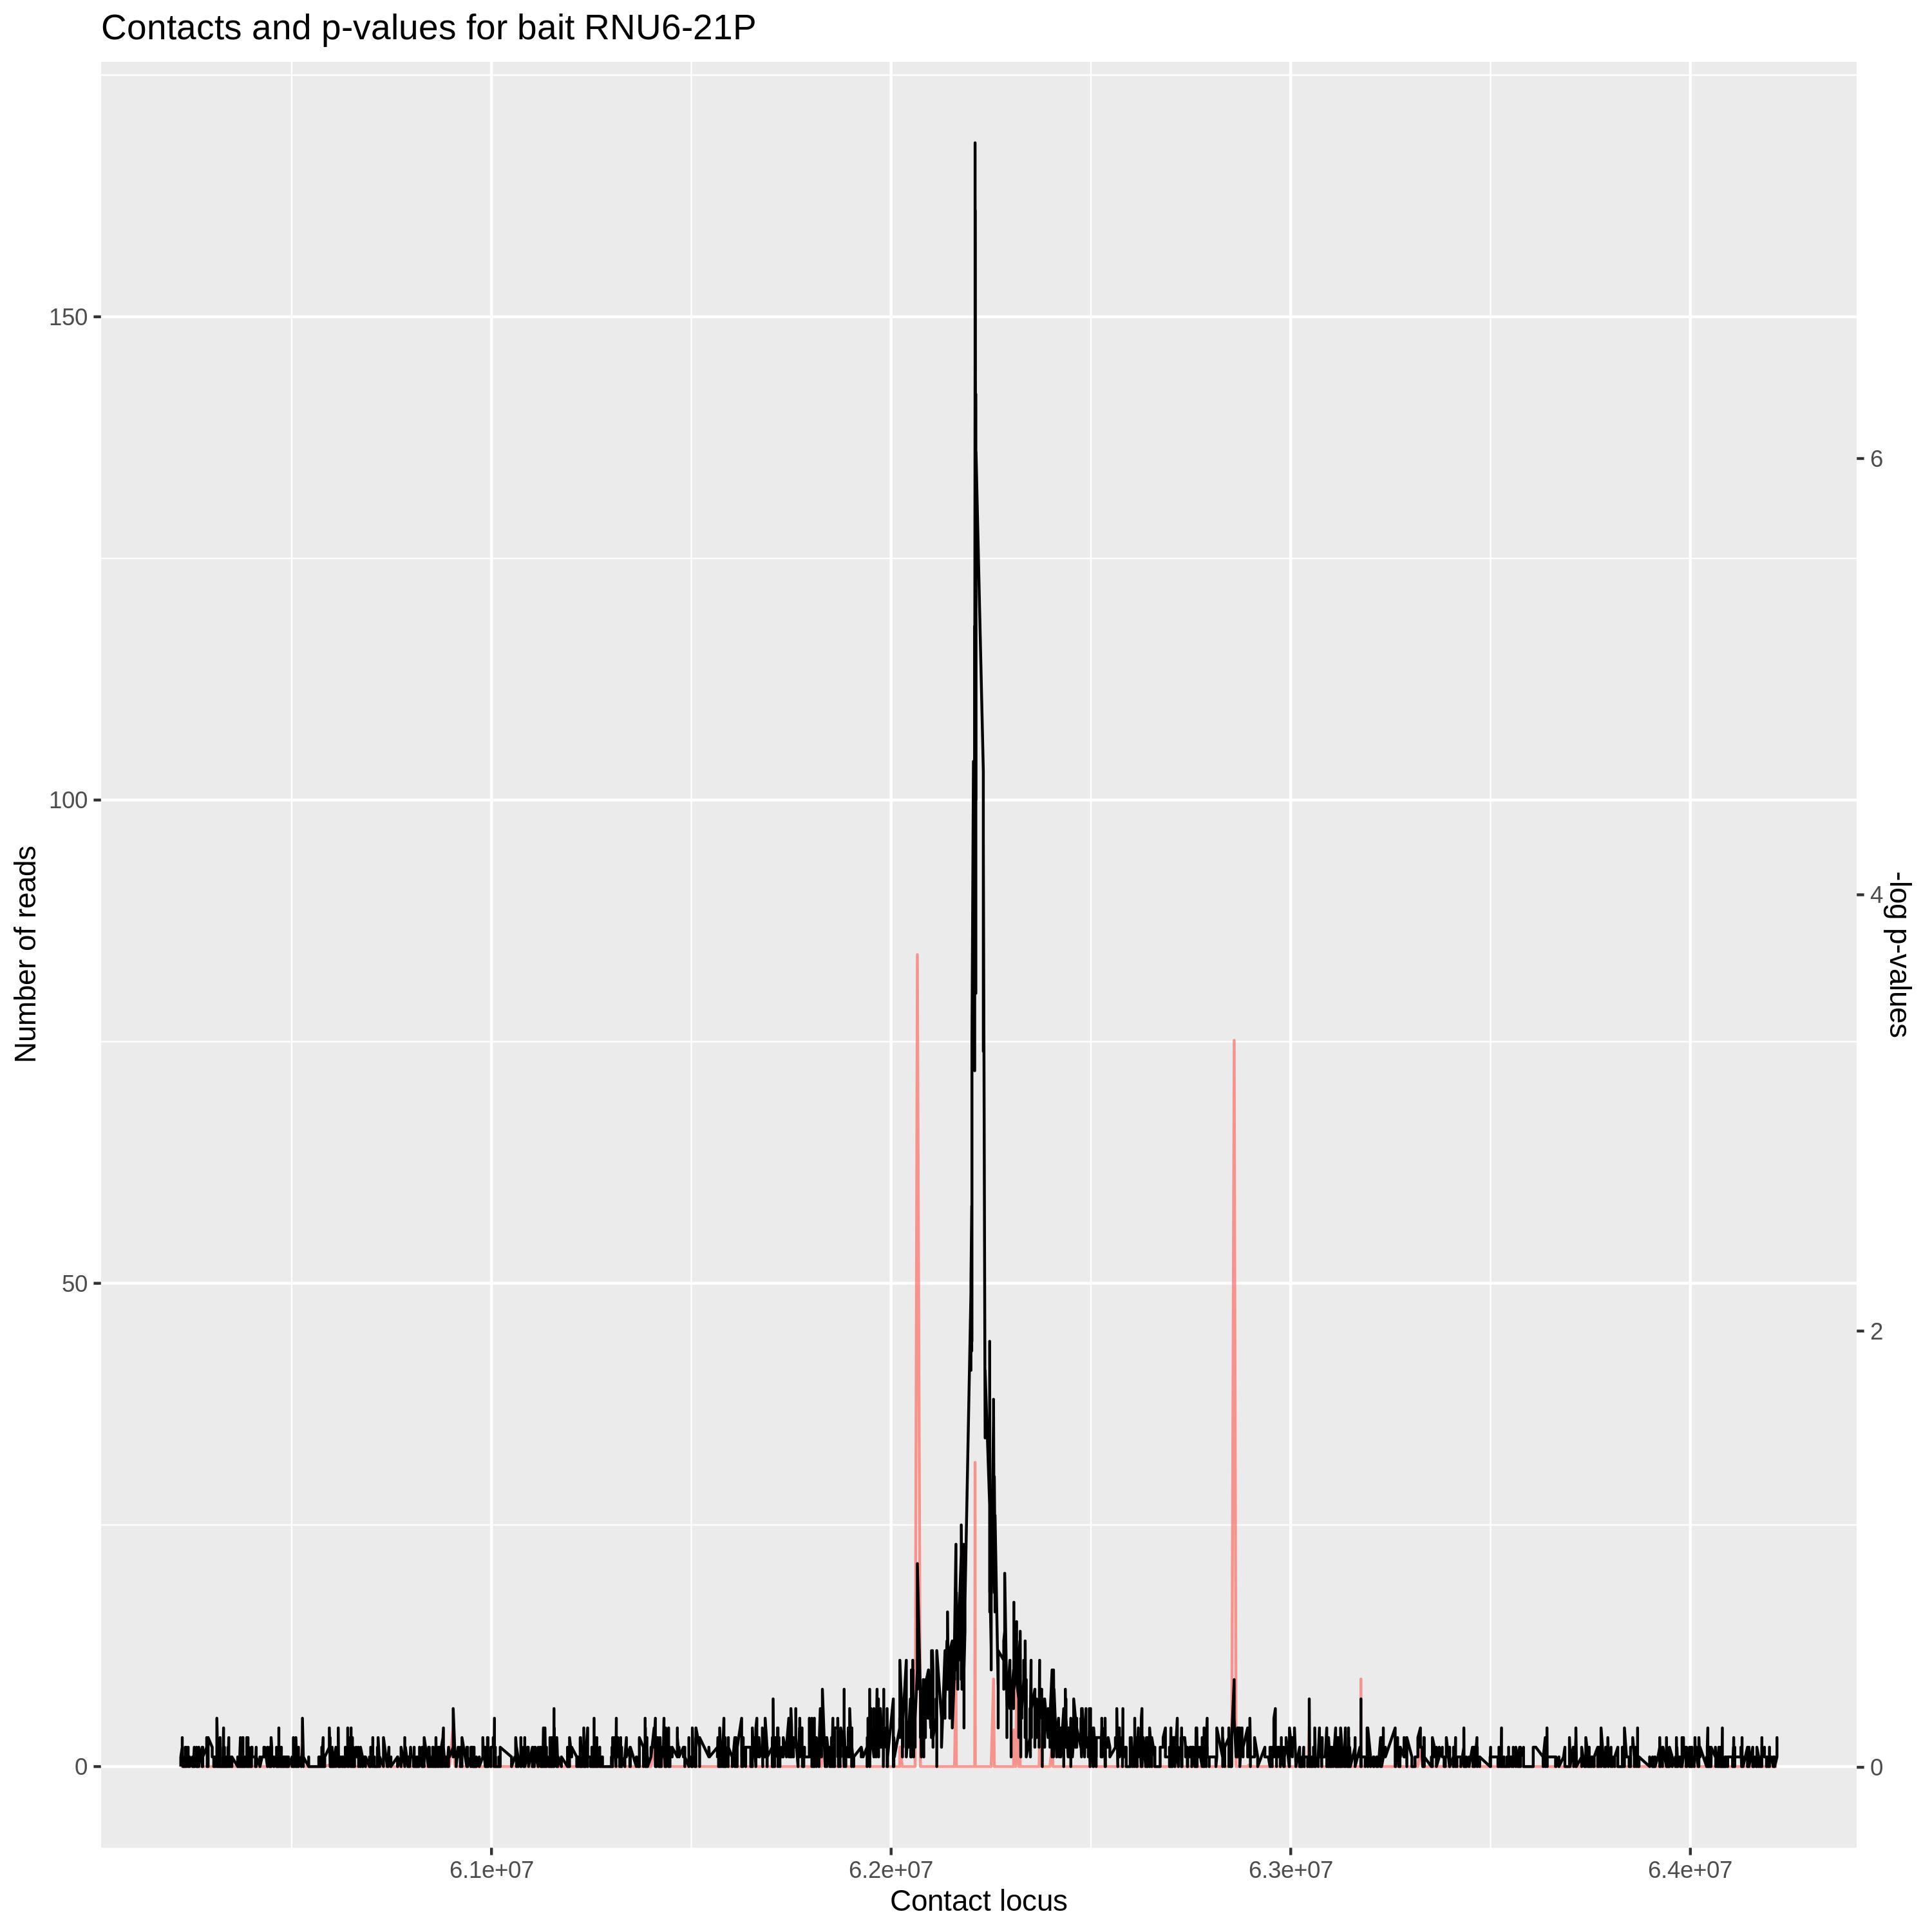 Contacts and p-values for bait RNU6-21P
150
100
50
0
Number of reads
6
4
2
0
-log p-values
6.1e+07
6.2e+07
6.3e+07
6.4e+07
Contact locus